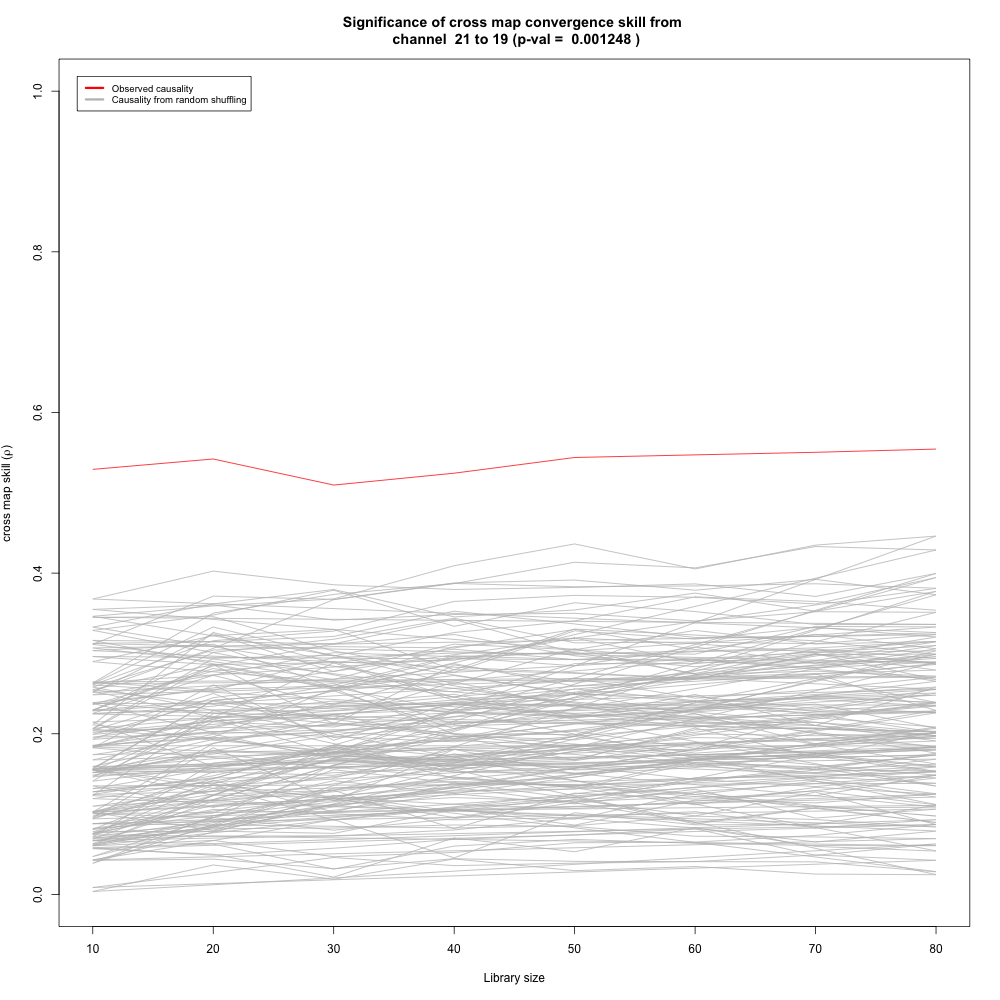 Significance of cross map convergence skill from
channel  21 to 19 (p-val =  0.001248 )
Observed causality
Causality from random shuffling
1.0
0.8
0.6
0.4
0.2
0.0
cross map skill (ρ)
10 20 30 40 50 60 70 80
Library size